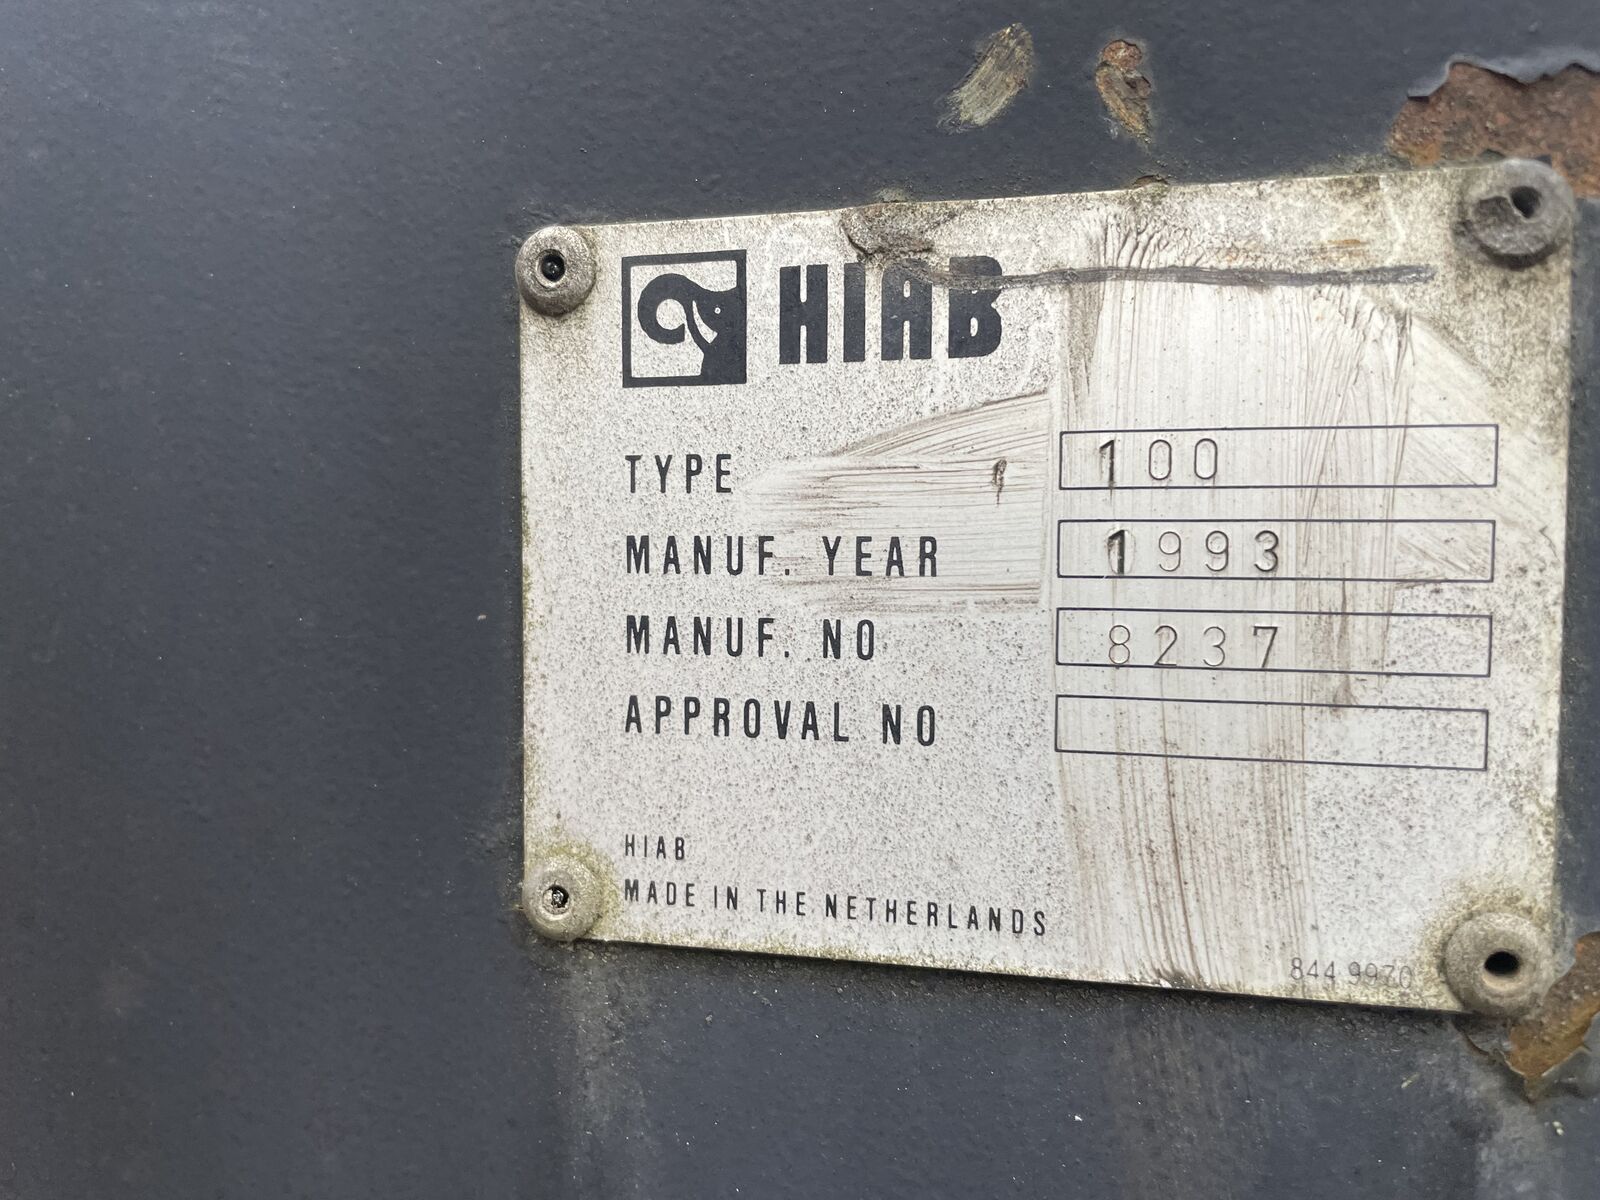 HIAB
TYPE 100
MANUF. YEAR 1993
MANUF. NO 8237
APPROVAL NO
HIAB
MADE IN THE NETHERLANDS
844 9970